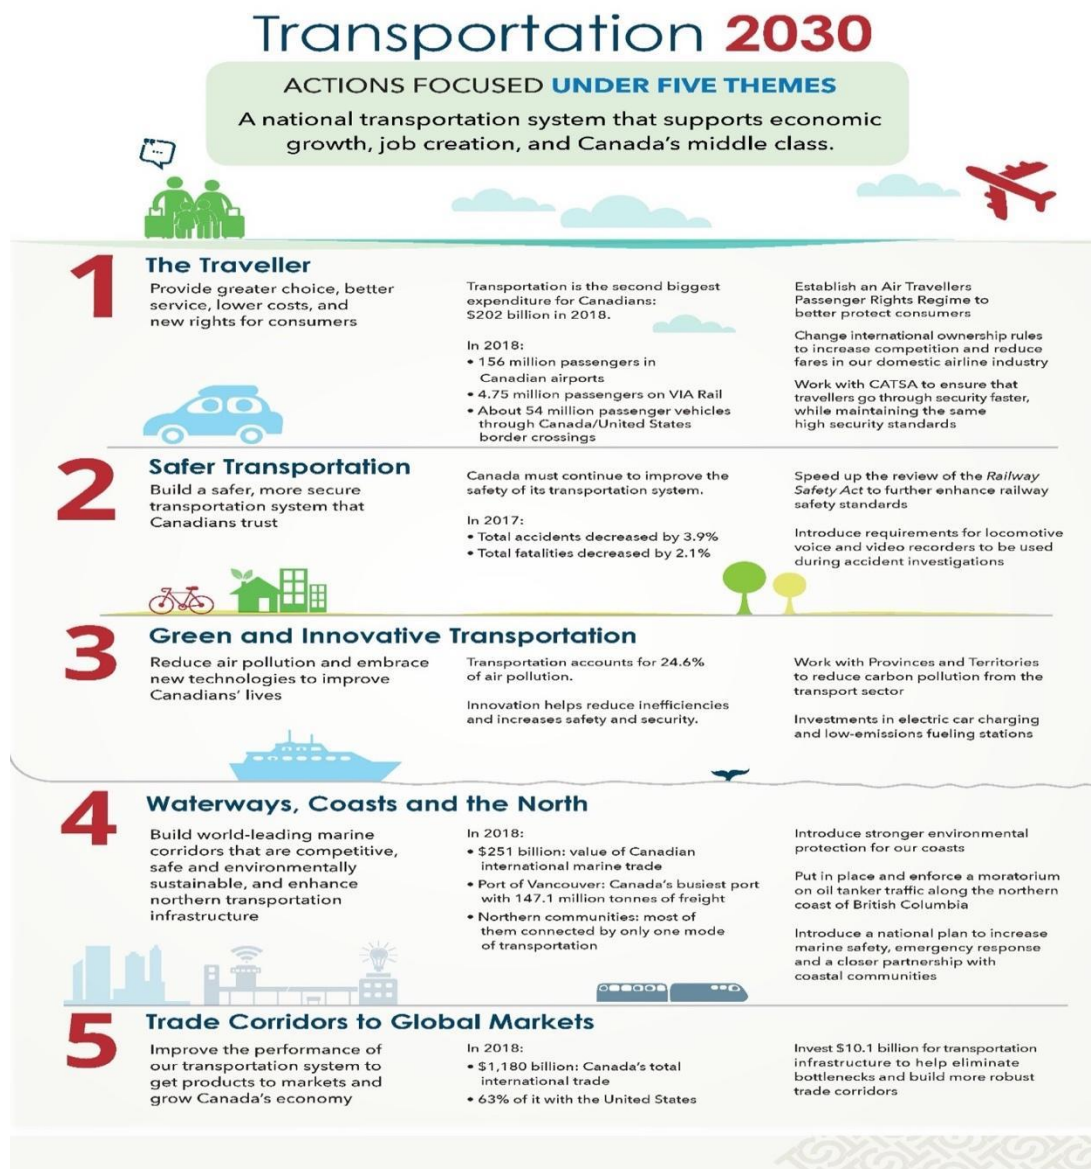 Transportation 2030
ACTIONS FOCUSED UNDER FIVE THEMES
A national transportation system that supports economic
growth, job creation, and Canada's middle class.
1
The Traveller
Provide greater choice, better
service, lower costs, and
new rights for consumers
Transportation is the second biggest
expenditure for Canadians:
$202 billion in 2018.
In 2018:
• 156 million passengers in
Canadian airports
• 4.75 million passengers on VIA Rail
• About 54 million passenger vehicles
through Canada/United States
border crossings
Establish an Air Travellers
Passenger Rights Regime to
better protect consumers
Change international ownership rules
to increase competition and reduce
fares in our domestic airline industry
Work with CATSA to ensure that
travellers go through security faster,
while maintaining the same
high security standards
2
Safer Transportation
Build a safer, more secure
transportation system that
Canadians trust
Canada must continue to improve the
safety of its transportation system.
In 2017:
• Total accidents decreased by 3.9%
• Total fatalities decreased by 2.1%
Speed up the review of the Railway
Safety Act to further enhance railway
safety standards
Introduce requirements for locomotive
voice and video recorders to be used
during accident investigations
3
Green and Innovative Transportation
Reduce air pollution and embrace
new technologies to improve
Canadians' lives
Transportation accounts for 24.6%
of air pollution.
Innovation helps reduce inefficiencies
and increases safety and security.
Work with Provinces and Territories
to reduce carbon pollution from the
transport sector
Investments in electric car charging
and low-emissions fueling stations
4
Waterways, Coasts and the North
Build world-leading marine
corridors that are competitive,
safe and environmentally
sustainable, and enhance
northern transportation
infrastructure
In 2018:
• $251 billion: value of Canadian
international marine trade
• Port of Vancouver: Canada's busiest port
with 147.1 million tonnes of freight
• Northern communities: most of
them connected by only one mode
of transportation
Introduce stronger environmental
protection for our coasts
Put in place and enforce a moratorium
on oil tanker traffic along the northern
coast of British Columbia
Introduce a national plan to increase
marine safety, emergency response
and a closer partnership with
coastal communities
5
Trade Corridors to Global Markets
Improve the performance of
our transportation system to
get products to markets and
grow Canada's economy
In 2018:
• $1,180 billion: Canada's total
international trade
• 63% of it with the United States
Invest $10.1 billion for transportation
infrastructure to help eliminate
bottlenecks and build more robust
trade corridors